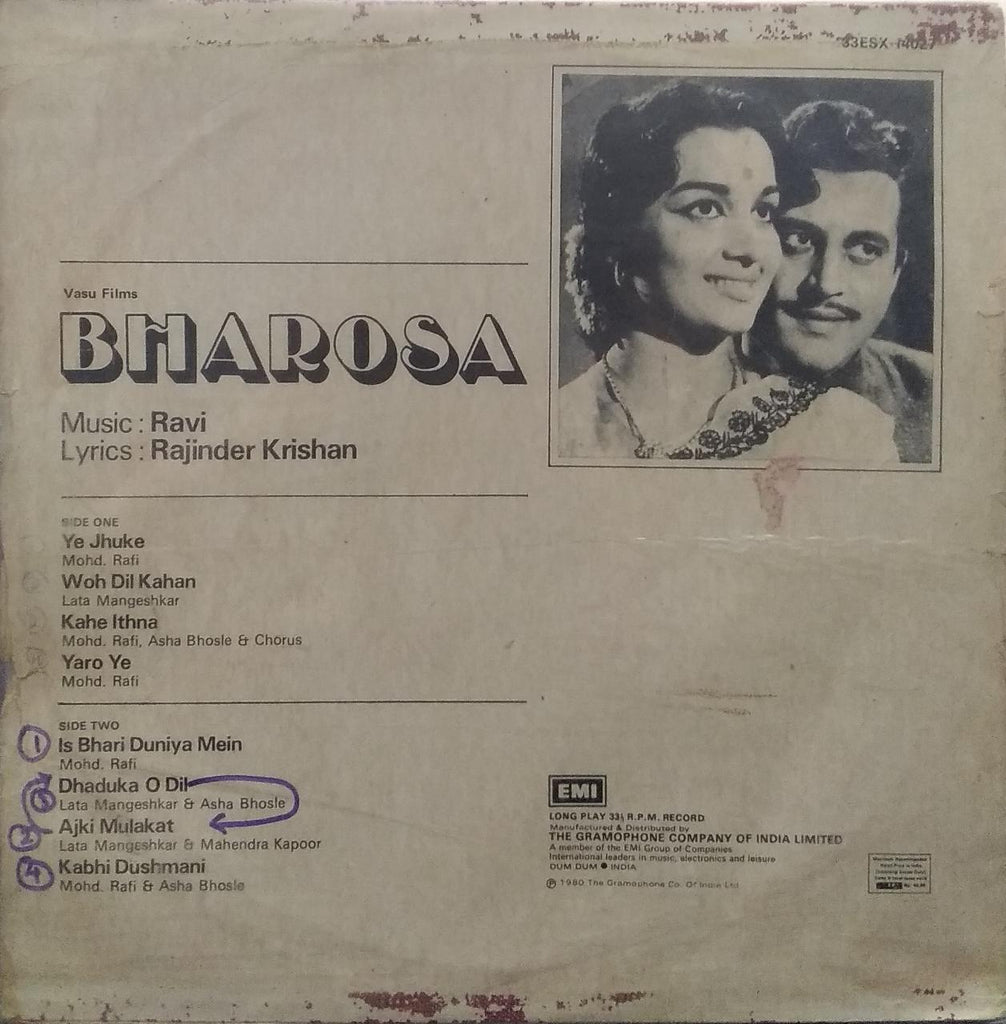 33ESX 14027
Vasu Films
BHAROSA
Music : Ravi
Lyrics : Rajinder Krishan
SIDE ONE
Ye Jhuke
Mohd. Rafi
Woh Dil Kahan
Lata Mangeshkar
Kahe Ithna
Mohd. Rafi, Asha Bhosle & Chorus
Yaro Ye
Mohd. Rafi
SIDE TWO
1 Is Bhari Duniya Mein
Mohd. Rafi
Dhaduka O Dil
Lata Mangeshkar & Asha Bhosle
Ajki Mulakat
Lata Mangeshkar & Mahendra Kapoor
4 Kabhi Dushmani
Mohd. Rafi & Asha Bhosle
EMI
LONG PLAY 33⅓ R.P.M. RECORD
Manufactured & Distributed by
THE GRAMOPHONE COMPANY OF INDIA LIMITED
A member of the EMI Group of Companies
International leaders in music, electronics and leisure
DUM DUM ● INDIA
℗ 1980 The Gramophone Co. Of India Ltd